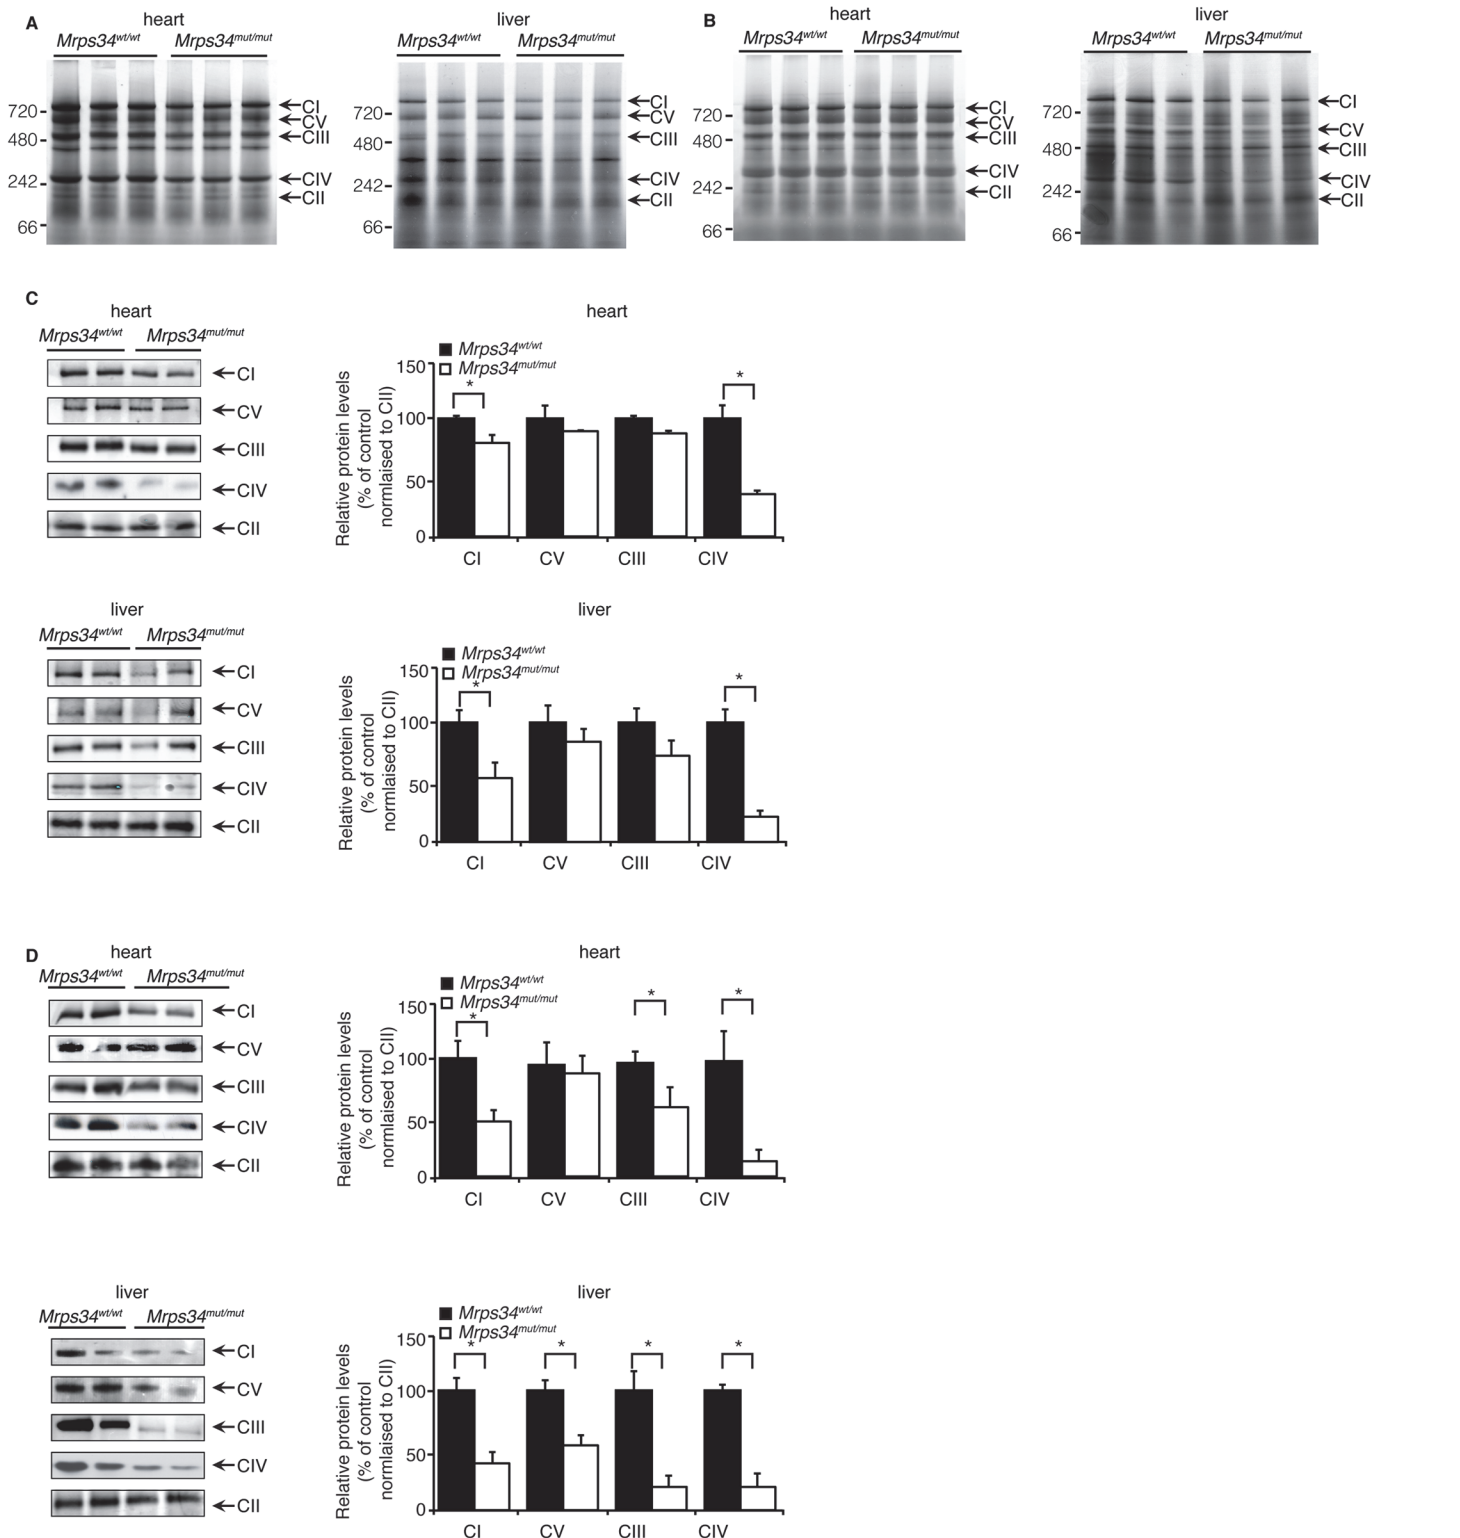 A
heart
Mrps34wt/wt Mrps34mut/mut
720
480
242
66
CI
CV
CIII
CIV
CII
liver
Mrps34wt/wt Mrps34mut/mut
720
480
242
66
CI
CV
CIII
CIV
CII
B
heart
Mrps34wt/wt Mrps34mut/mut
720
480
242
66
CI
CV
CIII
CIV
CII
liver
Mrps34wt/wt Mrps34mut/mut
720
480
242
66
CI
CV
CIII
CIV
CII
C
heart
Mrps34wt/wt Mrps34mut/mut
CI
CV
CIII
CIV
CII
heart
Mrps34wt/wt
Mrps34mut/mut
Relative protein levels
(% of control
normlaised to CII)
150
100
50
0
* *
CI CV CIII CIV
liver
Mrps34wt/wt Mrps34mut/mut
CI
CV
CIII
CIV
CII
liver
Mrps34wt/wt
Mrps34mut/mut
Relative protein levels
(% of control
normlaised to CII)
150
100
50
0
* *
CI CV CIII CIV
D
heart
Mrps34wt/wt Mrps34mut/mut
CI
CV
CIII
CIV
CII
heart
Mrps34wt/wt
Mrps34mut/mut
Relative protein levels
(% of control
normlaised to CII)
150
100
50
0
* * *
CI CV CIII CIV
liver
Mrps34wt/wt Mrps34mut/mut
CI
CV
CIII
CIV
CII
liver
Mrps34wt/wt
Mrps34mut/mut
Relative protein levels
(% of control
normlaised to CII)
150
100
50
0
* * * *
CI CV CIII CIV